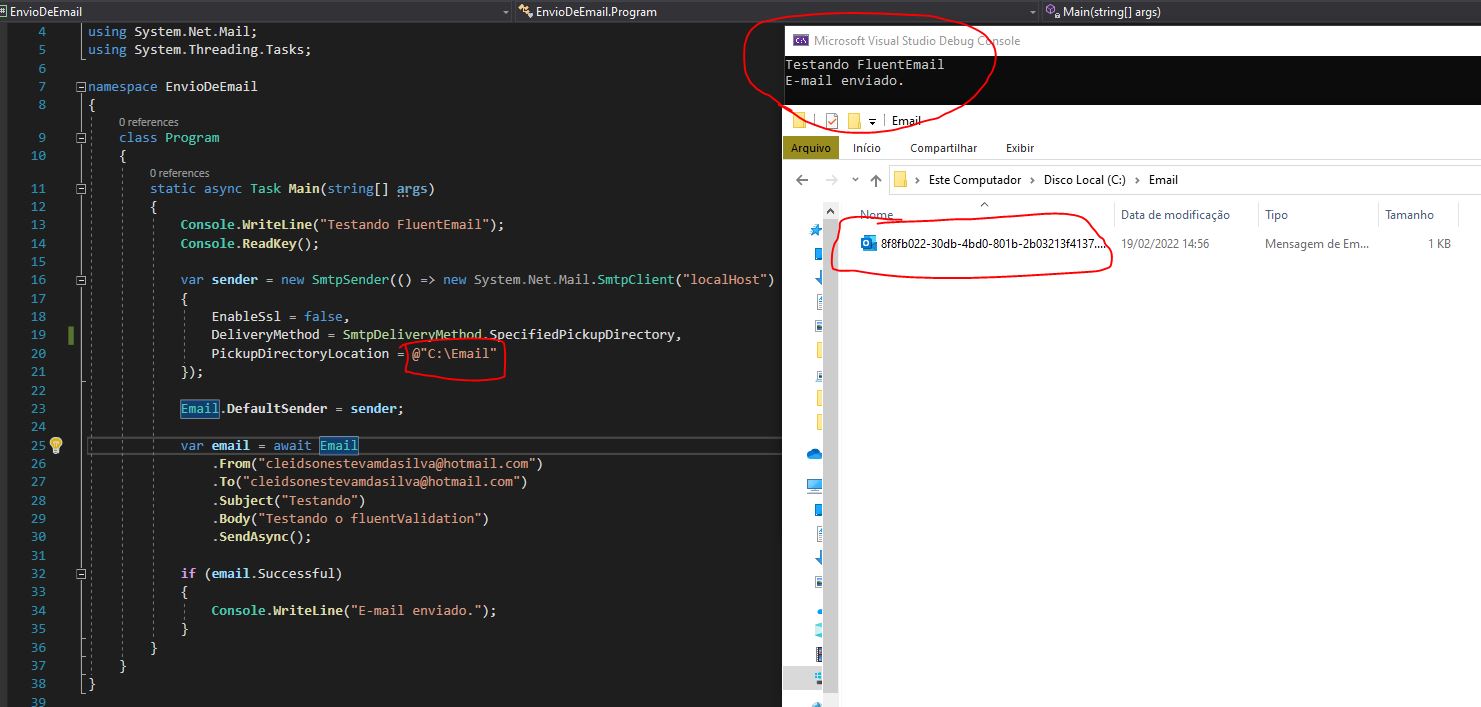 EnvioDeEmail
EnvioDeEmail.Program
Main(string[] args)
4 using System.Net.Mail;
5 using System.Threading.Tasks;
6
7 namespace EnvioDeEmail
8 {
0 references
9 class Program
10 {
0 references
11 static async Task Main(string[] args)
12 {
13 Console.WriteLine("Testando FluentEmail");
14 Console.ReadKey();
15
16 var sender = new SmtpSender(() => new System.Net.Mail.SmtpClient("localHost")
17 {
18 EnableSsl = false,
19 DeliveryMethod = SmtpDeliveryMethod.SpecifiedPickupDirectory,
20 PickupDirectoryLocation = @"C:\Email"
21 });
22
23 Email.DefaultSender = sender;
24
25 var email = await Email
26 .From("cleidsonestevamdasilva@hotmail.com")
27 .To("cleidsonestevamdasilva@hotmail.com")
28 .Subject("Testando")
29 .Body("Testando o fluentValidation")
30 .SendAsync();
31
32 if (email.Successful)
33 {
34 Console.WriteLine("E-mail enviado.");
35 }
36 }
37 }
38 }
39
Microsoft Visual Studio Debug Console
Testando FluentEmail
E-mail enviado.
Email
Arquivo Início Compartilhar Exibir
Este Computador > Disco Local (C:) > Email
Nome Data de modificação Tipo Tamanho
8f8fb022-30db-4bd0-801b-2b03213f4137.... 19/02/2022 14:56 Mensagem de Em... 1 KB